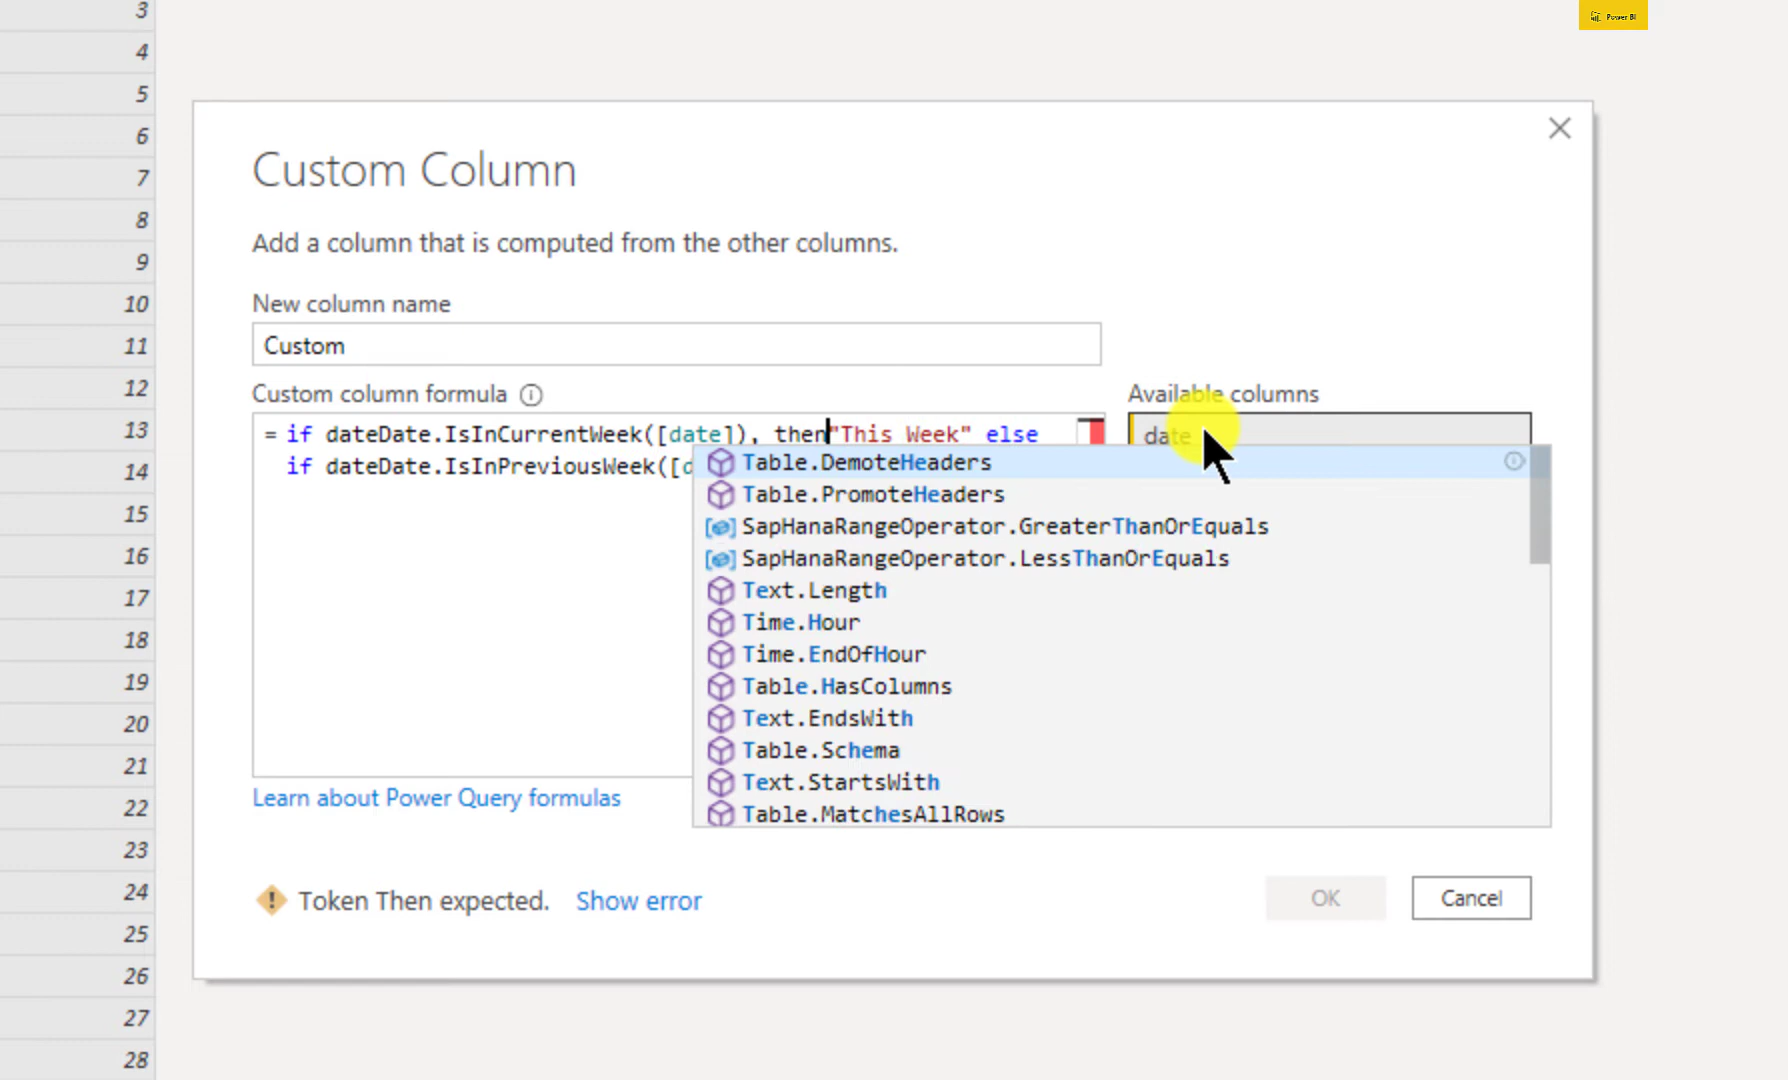 Power BI
3
4
5
6
7
8
9
10
11
12
13
14
15
16
17
18
19
20
21
22
23
24
25
26
27
28
Custom Column
Add a column that is computed from the other columns.
New column name
Custom
Custom column formula
Available columns
= if dateDate.IsInCurrentWeek([date]), then"This Week" else
if dateDate.IsInPreviousWeek([d
date
Table.DemoteHeaders
Table.PromoteHeaders
SapHanaRangeOperator.GreaterThanOrEquals
SapHanaRangeOperator.LessThanOrEquals
Text.Length
Time.Hour
Time.EndOfHour
Table.HasColumns
Text.EndsWith
Table.Schema
Text.StartsWith
Table.MatchesAllRows
Learn about Power Query formulas
Token Then expected. Show error
OK
Cancel